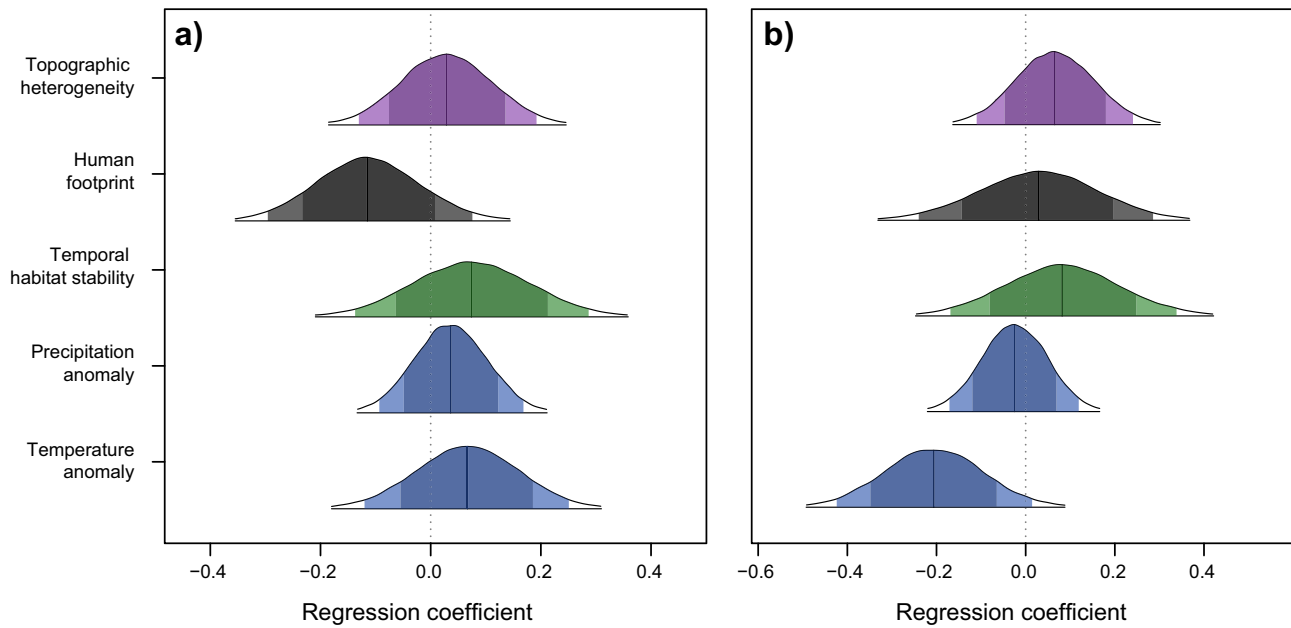 a)
b)
Topographic
heterogeneity
Human
footprint
Temporal
habitat stability
Precipitation
anomaly
Temperature
anomaly
−0.4 −0.2 0.0 0.2 0.4
−0.6 −0.4 −0.2 0.0 0.2 0.4
Regression coefficient
Regression coefficient